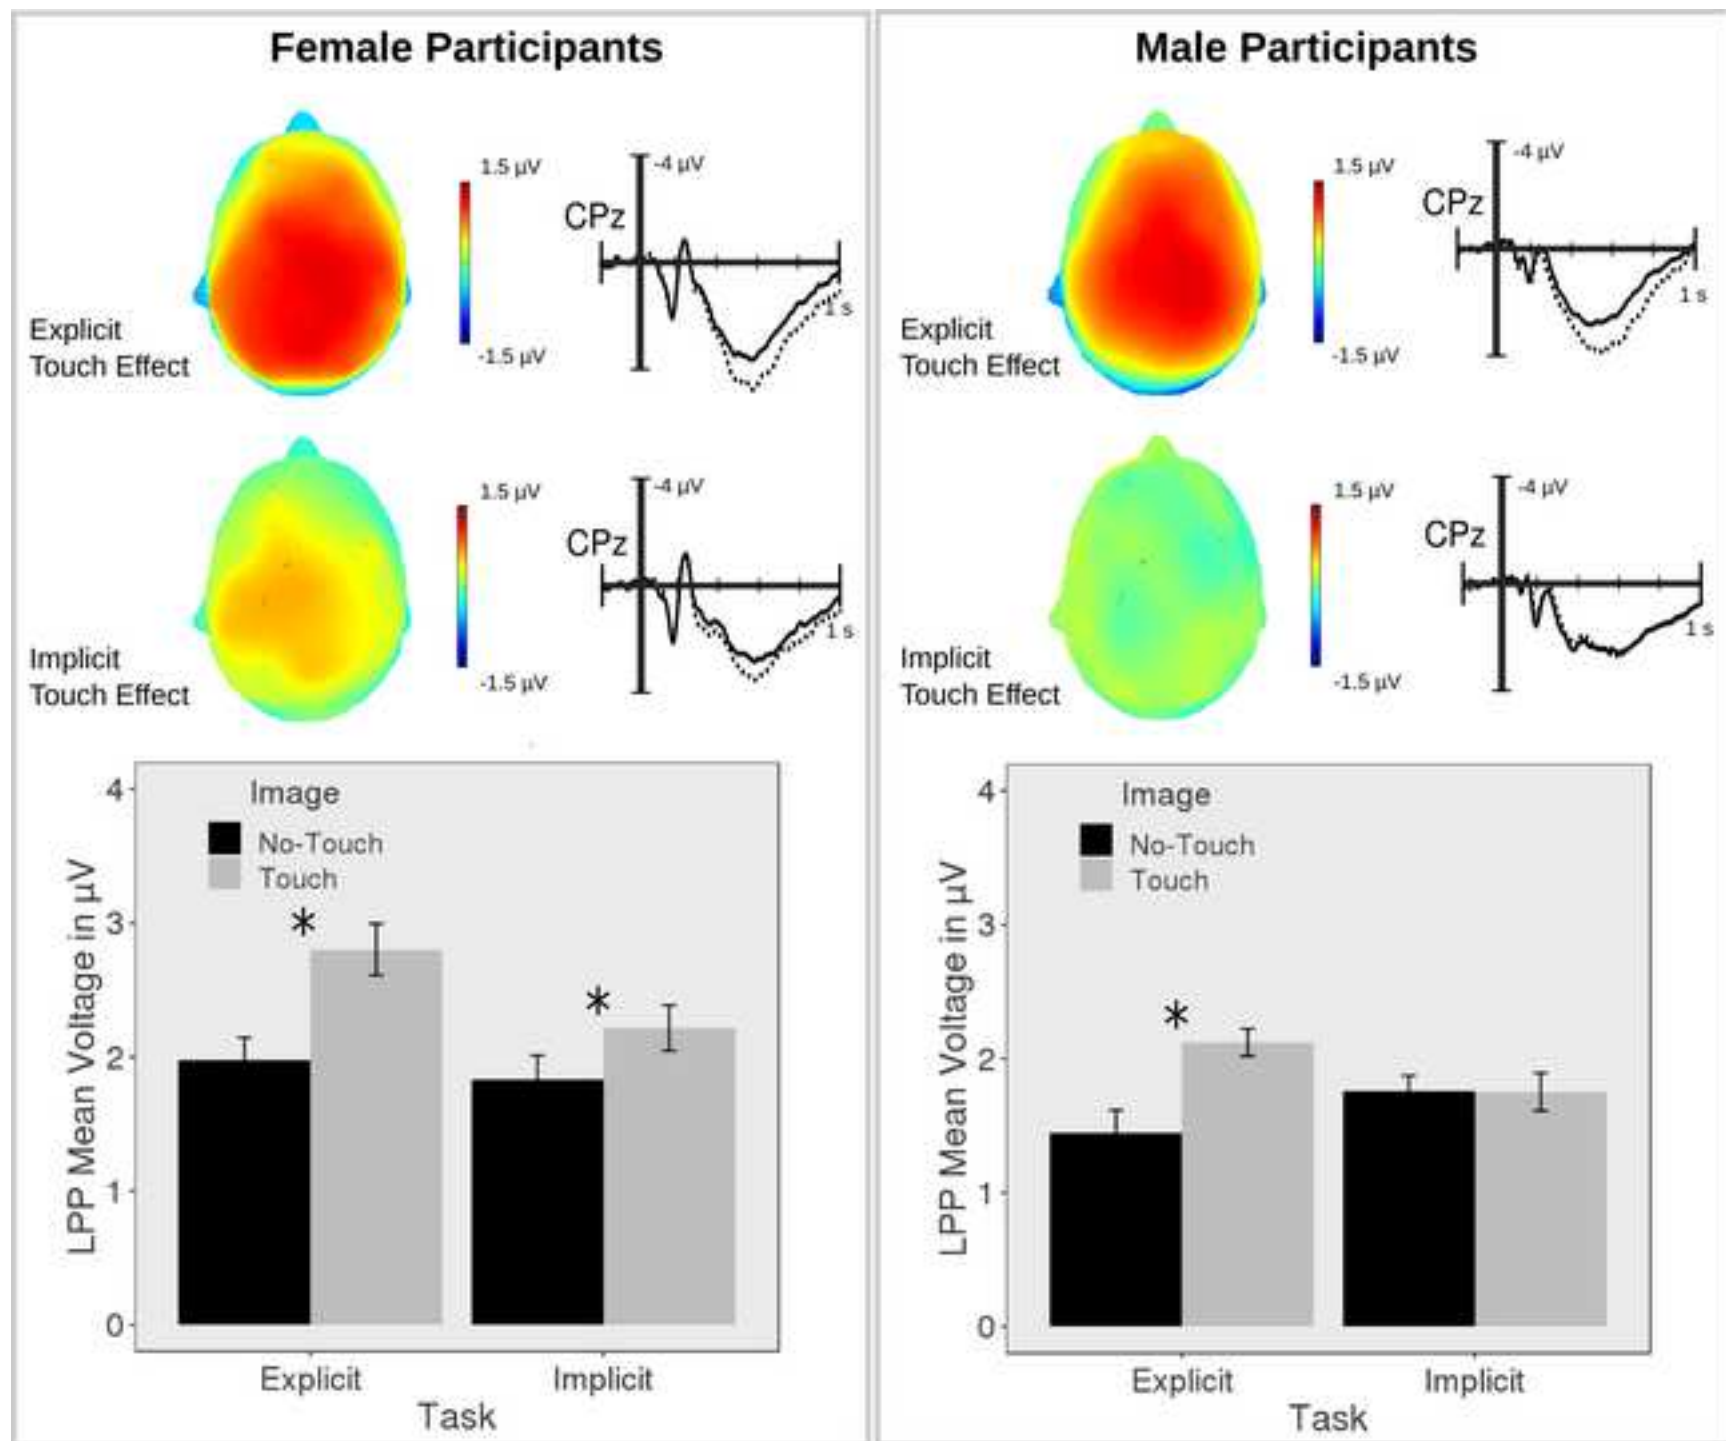 Female Participants
1.5 µV
-4 µV
CPz
1 s
Explicit
Touch Effect
-1.5 µV
1.5 µV
-4 µV
CPz
1 s
Implicit
Touch Effect
-1.5 µV
4
3
2
1
0
LPP Mean Voltage in µV
Image
No-Touch
Touch
*
*
Explicit
Implicit
Task
Male Participants
1.5 µV
-4 µV
CPz
1 s
Explicit
Touch Effect
-1.5 µV
1.5 µV
-4 µV
CPz
1 s
Implicit
Touch Effect
-1.5 µV
4
3
2
1
0
LPP Mean Voltage in µV
Image
No-Touch
Touch
*
Explicit
Implicit
Task